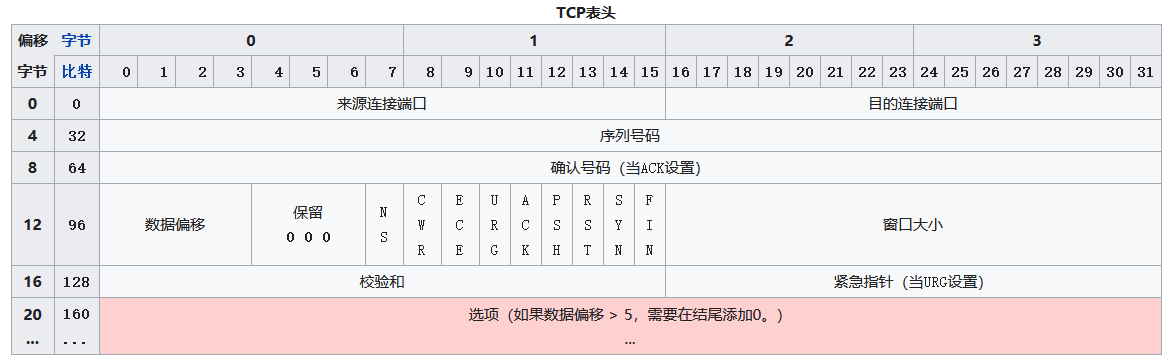 TCP表头
偏移 字节 0 1 2 3
字节 比特 0 1 2 3 4 5 6 7 8 9 10 11 12 13 14 15 16 17 18 19 20 21 22 23 24 25 26 27 28 29 30 31
0 0 来源连接端口 目的连接端口
4 32 序列号码
8 64 确认号码（当ACK设置）
12 96 数据偏移 保留 0 0 0 NS CWR ECE URG ACK PSH RST SYN FIN 窗口大小
16 128 校验和 紧急指针（当URG设置）
20 160 选项（如果数据偏移 > 5，需要在结尾添加0。）
... ... ...